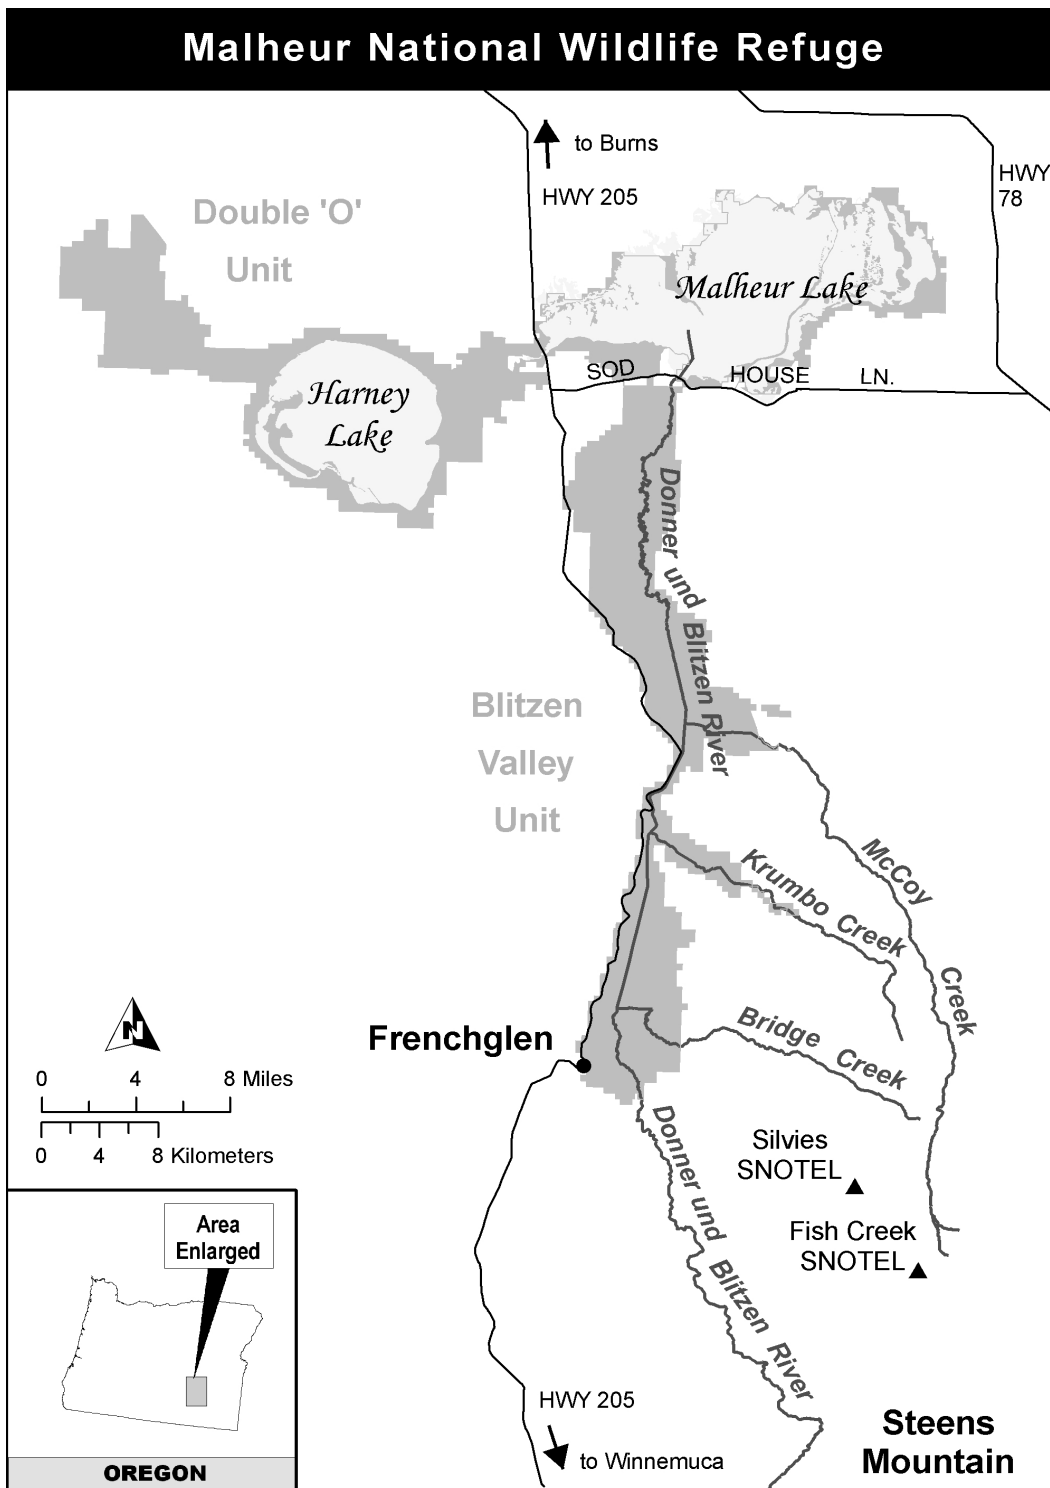 Malheur National Wildlife Refuge
to Burns
HWY 205
HWY
78
Double 'O'
Unit
Malheur Lake
SOD
HOUSE
LN.
Harney
Lake
Donner und Blitzen River
Blitzen
Valley
Unit
McCoy
Creek
Krumbo Creek
Bridge Creek
Frenchglen
N
0 4 8 Miles
0 4 8 Kilometers
Donner und Blitzen River
Silvies
SNOTEL
Fish Creek
SNOTEL
Area
Enlarged
OREGON
HWY 205
to Winnemuca
Steens
Mountain